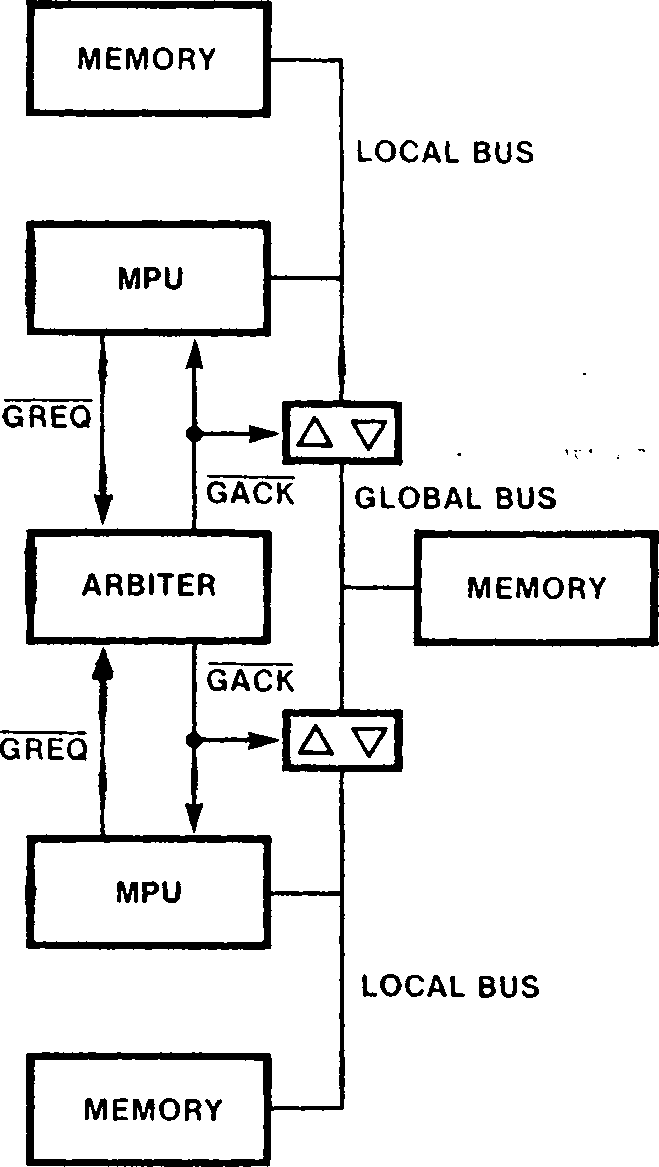 MEMORY
LOCAL BUS
MPU
GREQ
GACK
GLOBAL BUS
ARBITER
MEMORY
GACK
GREQ
MPU
LOCAL BUS
MEMORY